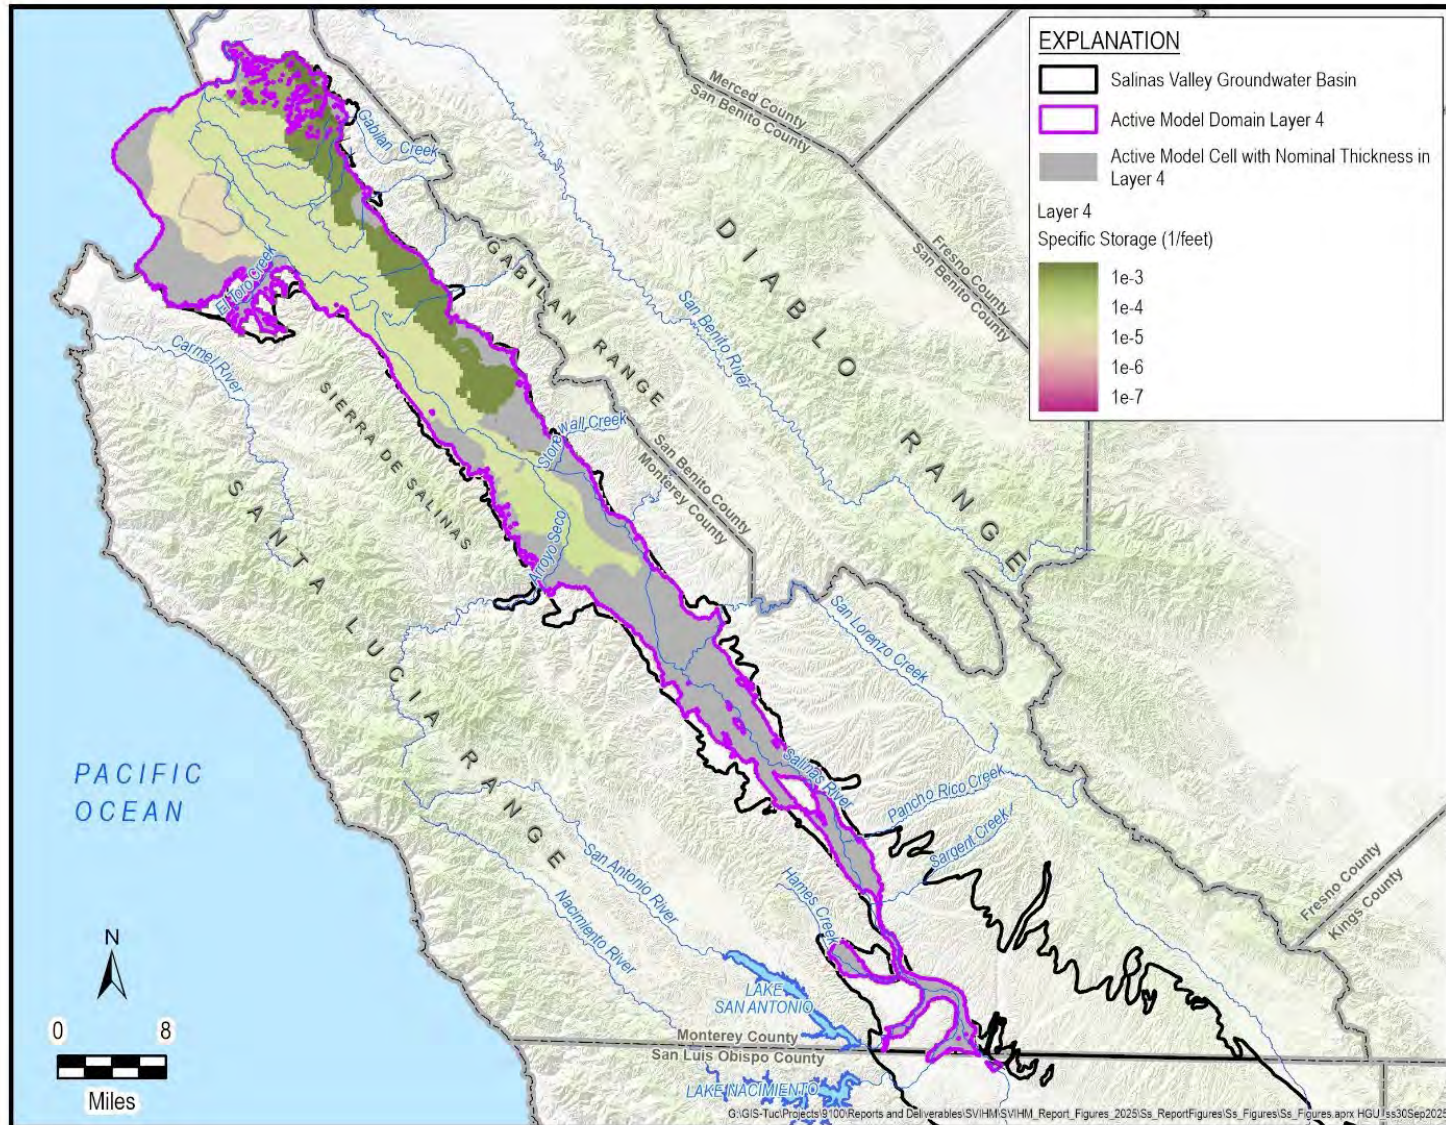 EXPLANATION
Salinas Valley Groundwater Basin
Active Model Domain Layer 4
Active Model Cell with Nominal Thickness in
Layer 4
Layer 4
Specific Storage (1/feet)
1e-3
1e-4
1e-5
1e-6
1e-7
Merced County
San Benito County
Fresno County
San Benito County
Gabilan Creek
DIABLO RANGE
GABILAN RANGE
San Benito River
El Toro Creek
Carmel River
SIERRA DE SALINAS
Stonewall Creek
San Benito County
Monterey County
SANTA LUCIA RANGE
Arroyo Seco
San Lorenzo Creek
PACIFIC
OCEAN
Salinas River
Pancho Rico Creek
Sargent Creek
Hames Creek
San Antonio River
Nacimiento River
Fresno County
Kings County
N
LAKE
SAN ANTONIO
0 8
Miles
Monterey County
San Luis Obispo County
LAKE NACIMIENTO